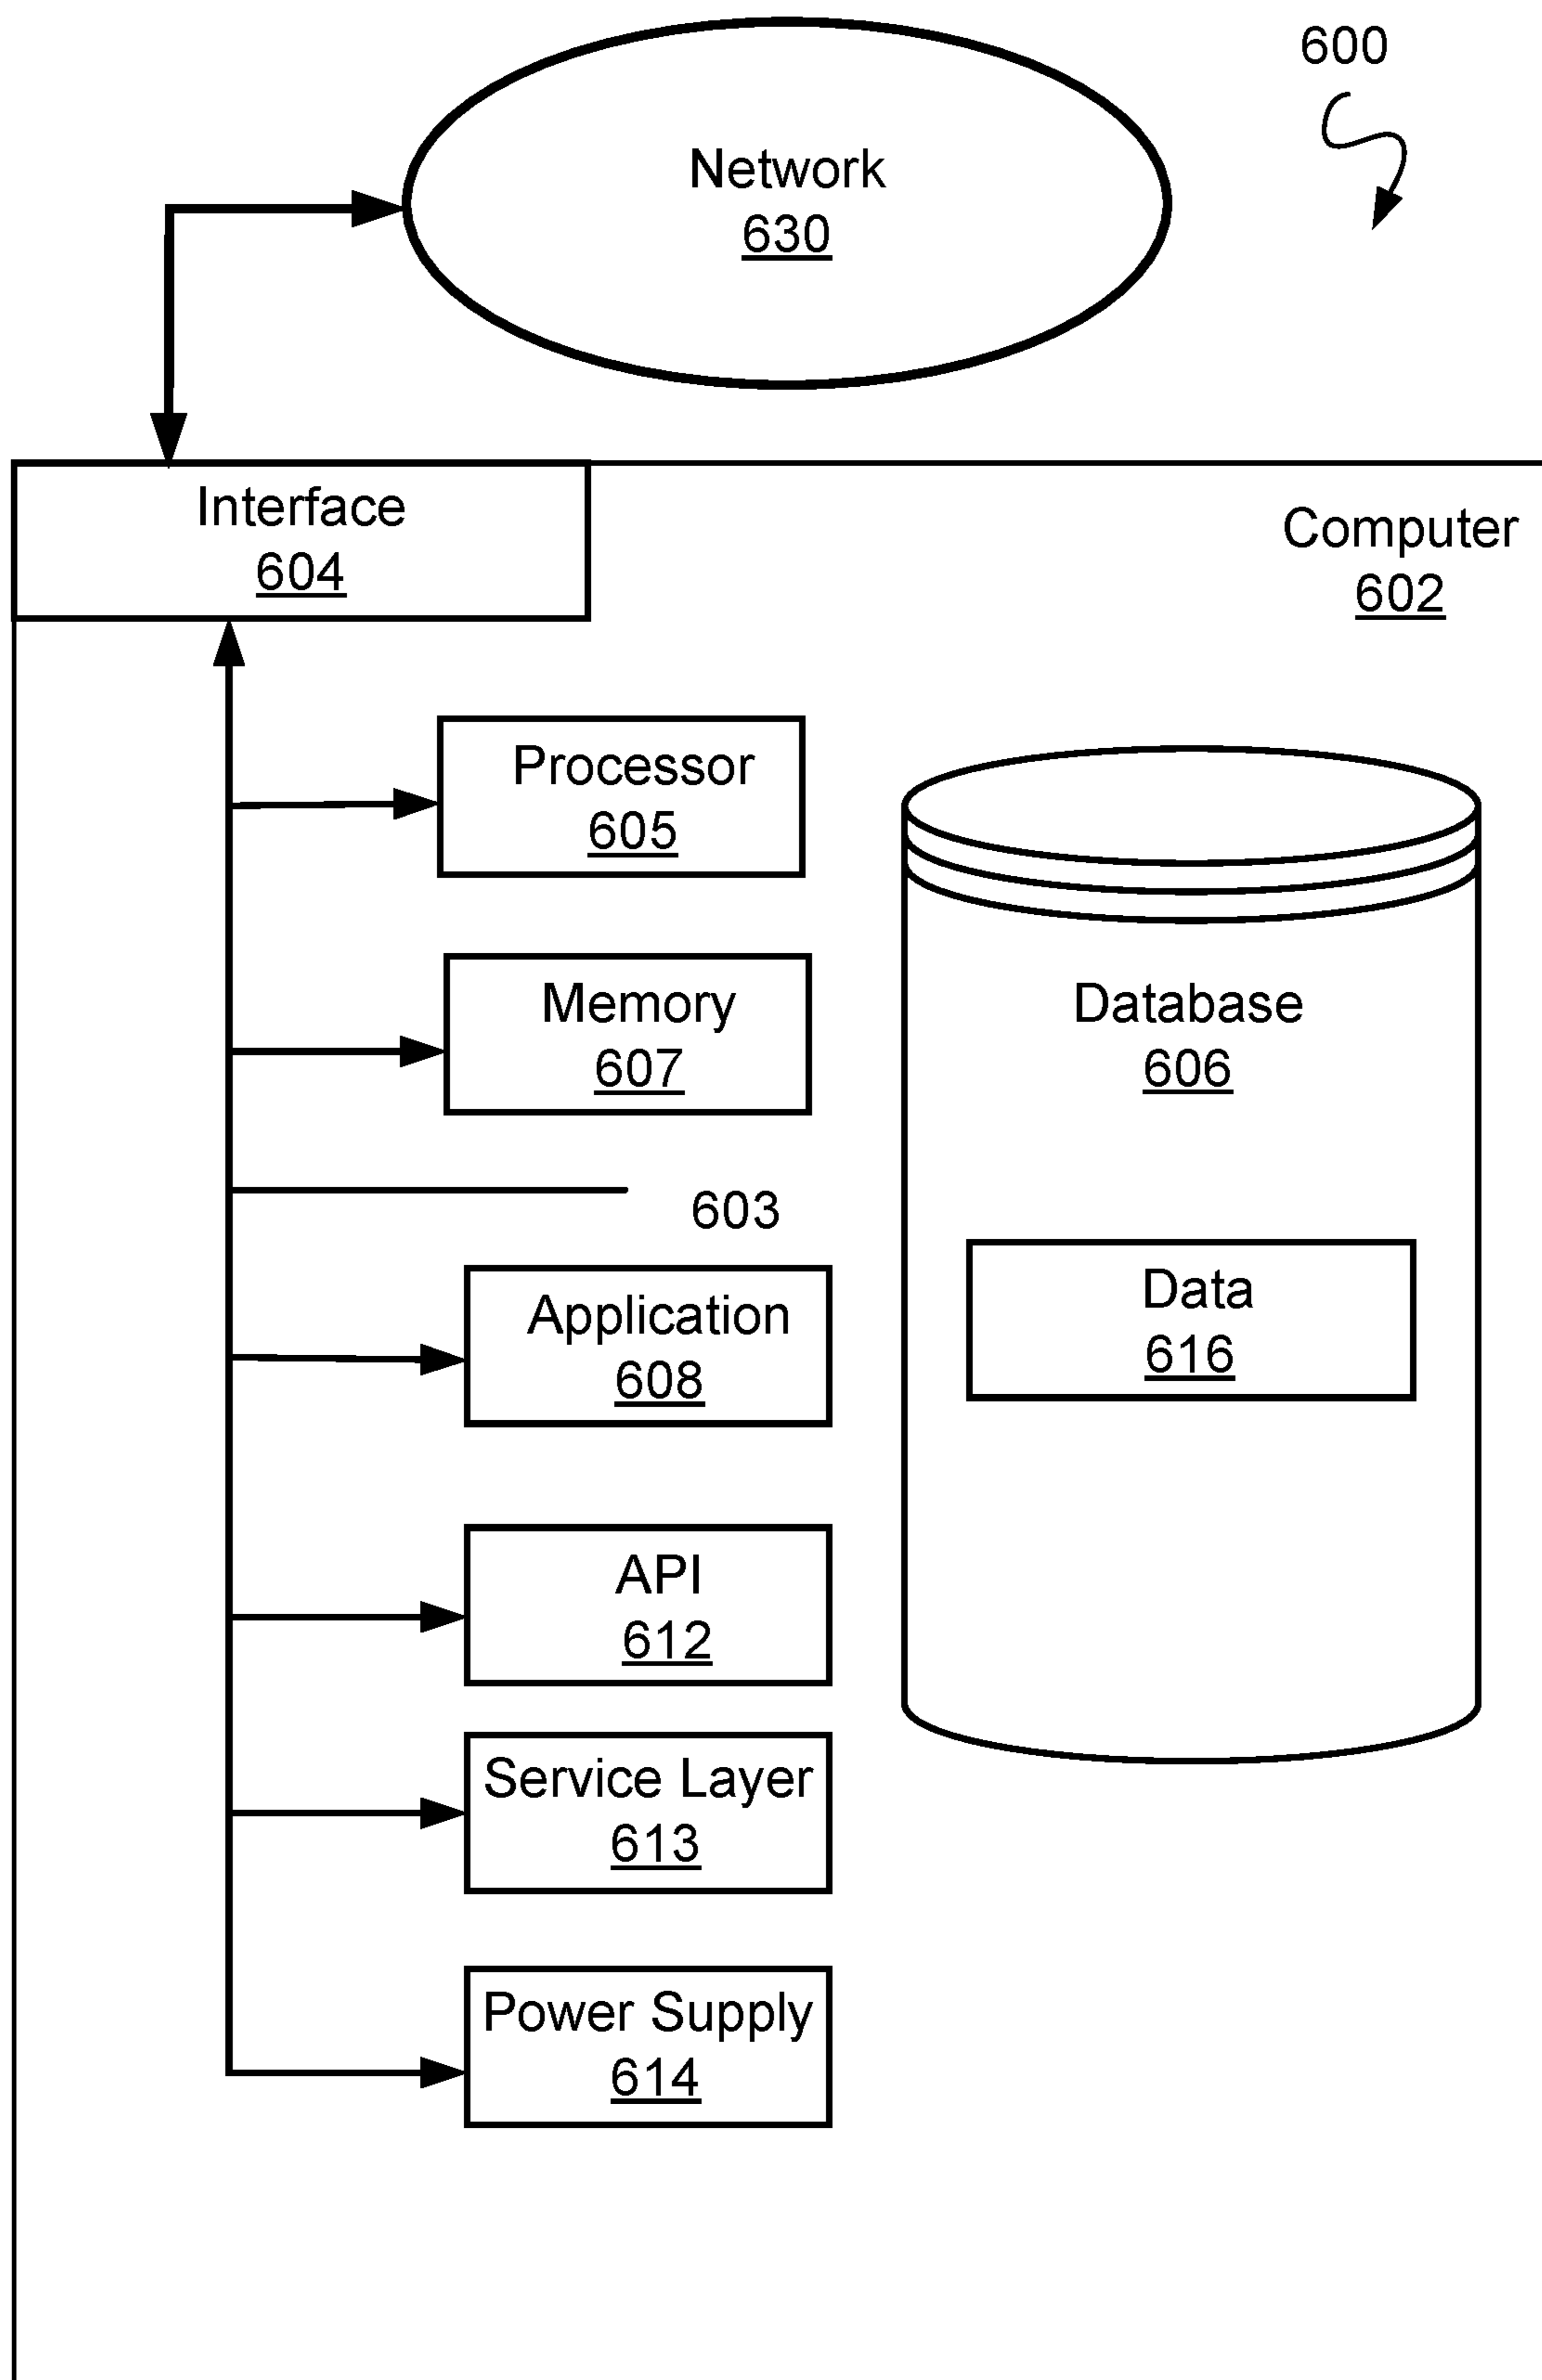 600
Network
630
Interface
604
Computer
602
Processor
605
Memory
607
Database
606
603
Application
608
Data
616
API
612
Service Layer
613
Power Supply
614